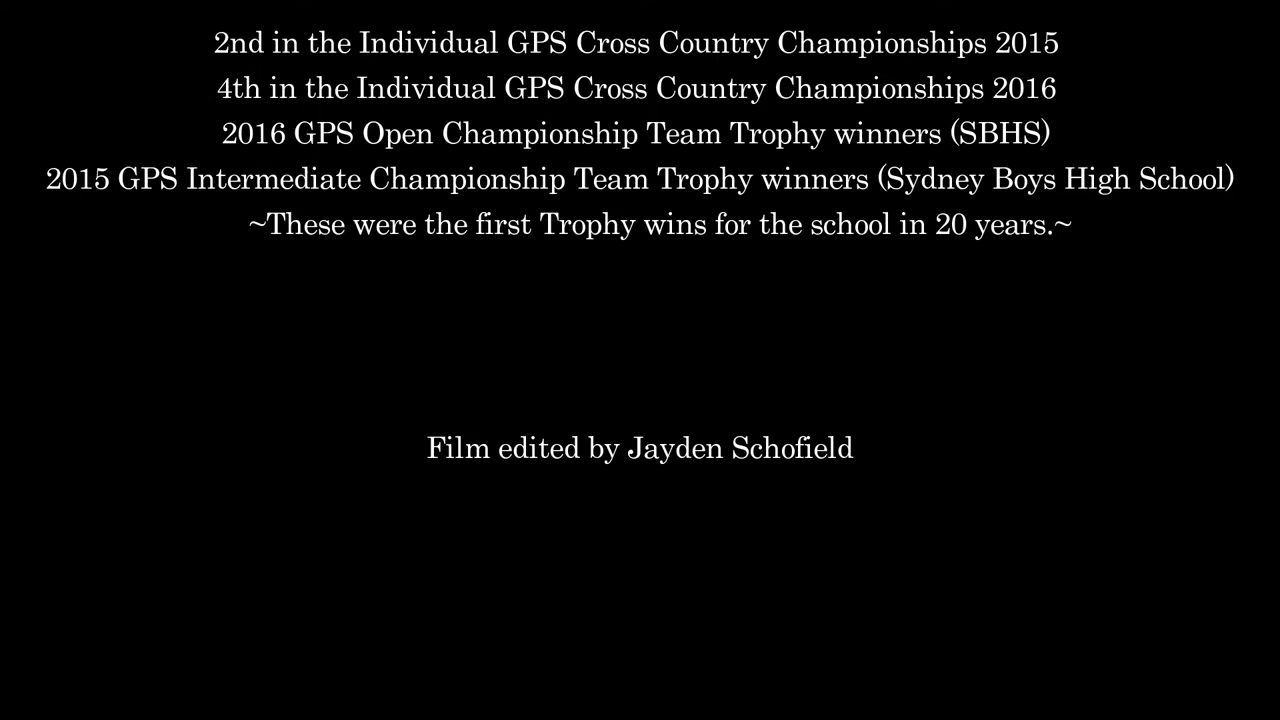 2nd in the Individual GPS Cross Country Championships 2015
4th in the Individual GPS Cross Country Championships 2016
2016 GPS Open Championship Team Trophy winners (SBHS)
2015 GPS Intermediate Championship Team Trophy winners (Sydney Boys High School)
~These were the first Trophy wins for the school in 20 years.~
Film edited by Jayden Schofield